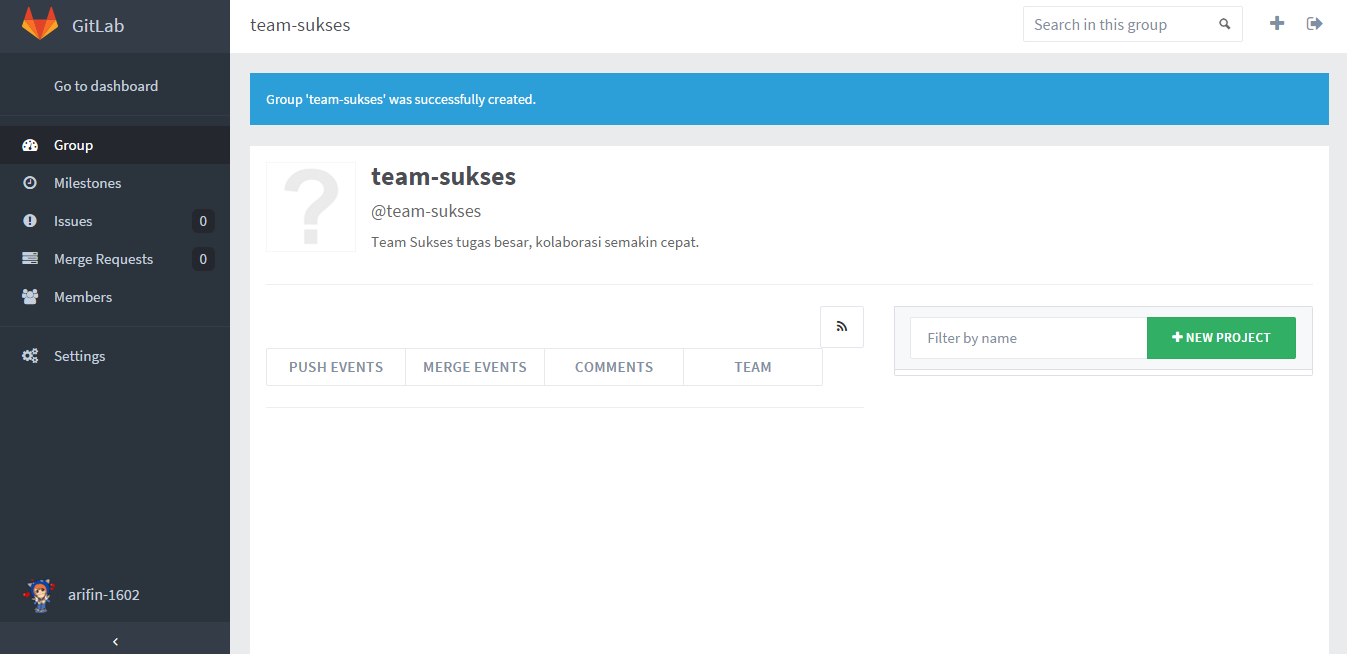 GitLab
team-sukses
Search in this group
Go to dashboard
Group 'team-sukses' was successfully created.
Group
Milestones
Issues 0
Merge Requests 0
Members
Settings
team-sukses
@team-sukses
Team Sukses tugas besar, kolaborasi semakin cepat.
Filter by name
NEW PROJECT
PUSH EVENTS
MERGE EVENTS
COMMENTS
TEAM
arifin-1602